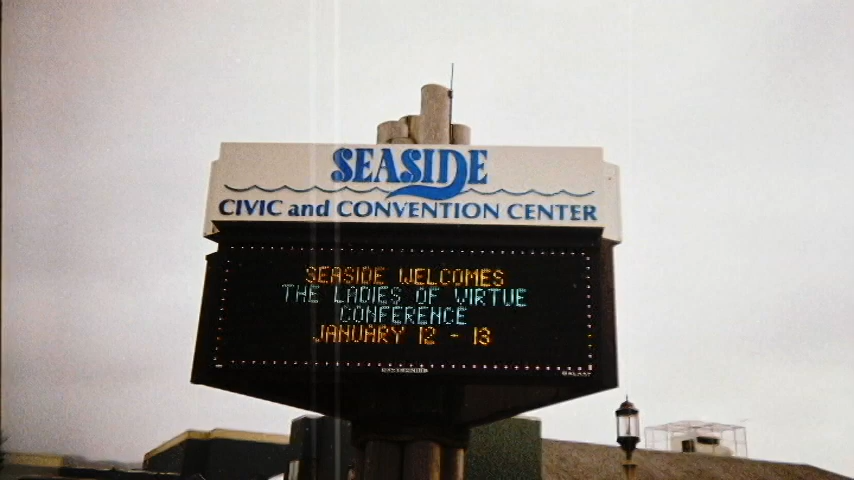 SEASIDE
CIVIC and CONVENTION CENTER
SEASIDE WELCOMES
THE LADIES OF VIRTUE
CONFERENCE
JANUARY 12 - 13